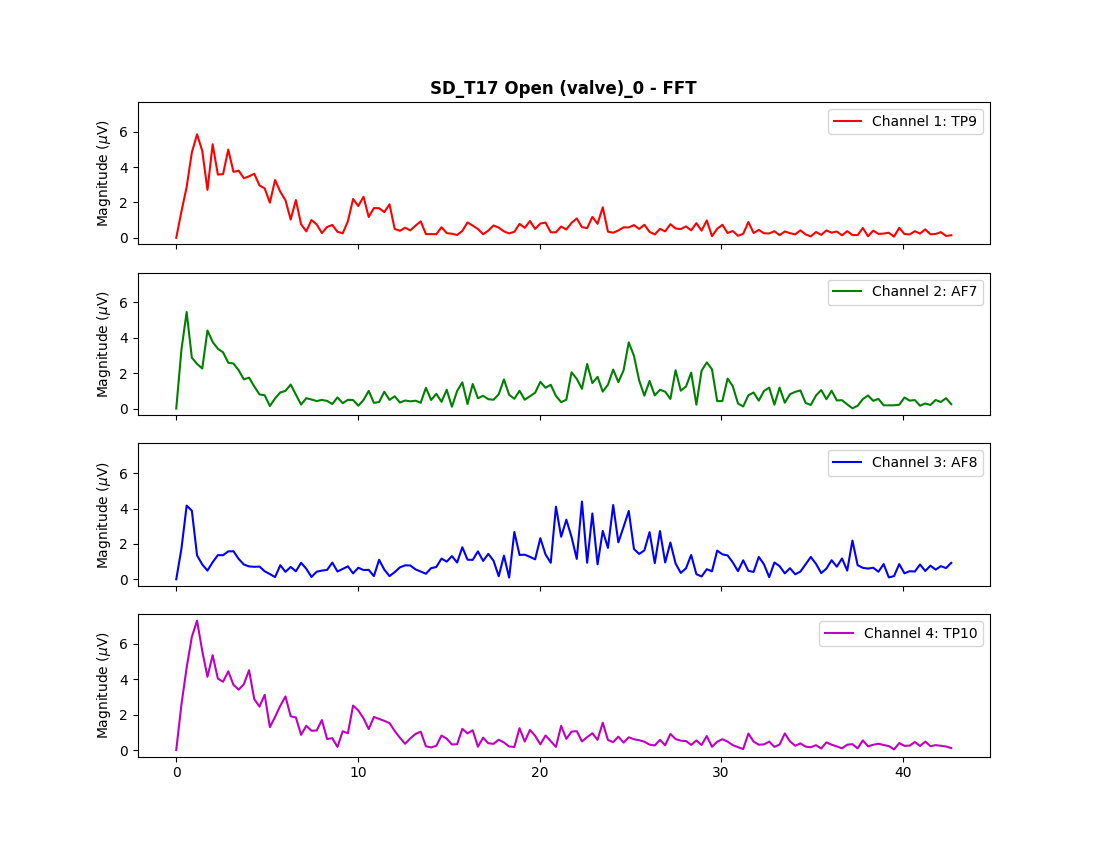 SD_T17 Open (valve)_0 - FFT
Magnitude (μV)
6
4
2
0
Channel 1: TP9
Magnitude (μV)
6
4
2
0
Channel 2: AF7
Magnitude (μV)
6
4
2
0
Channel 3: AF8
Magnitude (μV)
6
4
2
0
Channel 4: TP10
0 10 20 30 40